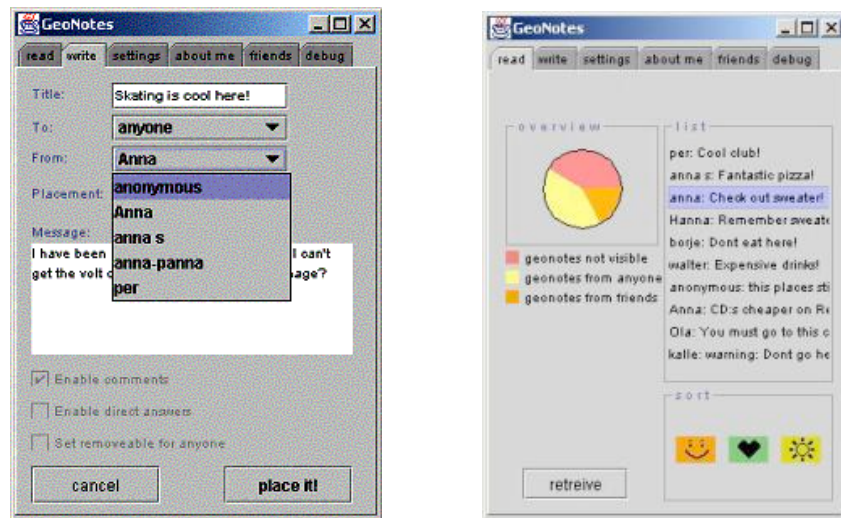 GeoNotes
read write settings about me friends debug
Title: Skating is cool here!
To: anyone
From: Anna
anonymous
Placement:
Anna
anna s
Message:
anna-panna
per
I have been I can't
get the volt age?
Enable comments
Enable direct answers
Set removeable for anyone
cancel place it!
GeoNotes
read write settings about me friends debug
overview
geonotes not visible
geonotes from anyone
geonotes from friends
list
per: Cool club!
anna s: Fantastic pizza!
anna: Check out sweater!
Hanna: Remember sweate
borje: Dont eat here!
walter: Expensive drinks!
anonymous: this places sti
Anna: CD:s cheaper on Re
Ola: You must go to this c
kalle: warning: Dont go he
sort
retreive